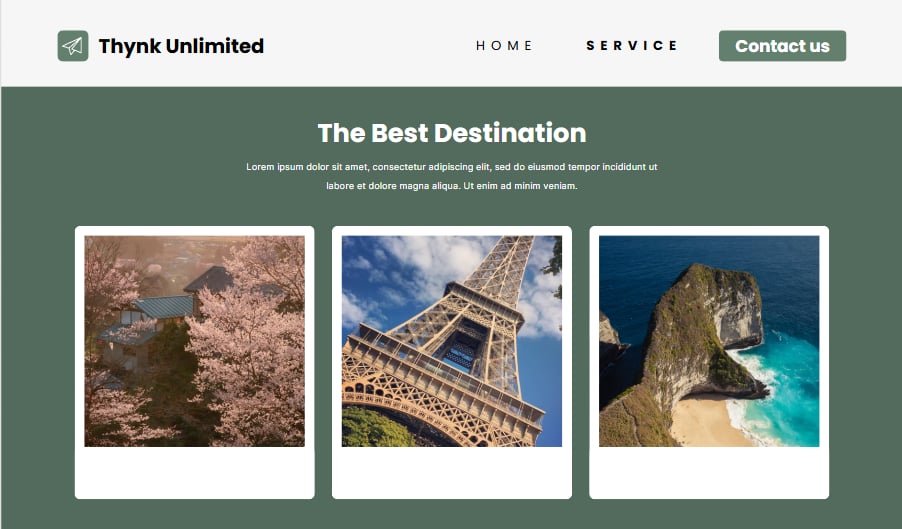 Thynk Unlimited
HOME
SERVICE
Contact us
The Best Destination
Lorem ipsum dolor sit amet, consectetur adipiscing elit, sed do eiusmod tempor incididunt ut
labore et dolore magna aliqua. Ut enim ad minim veniam.